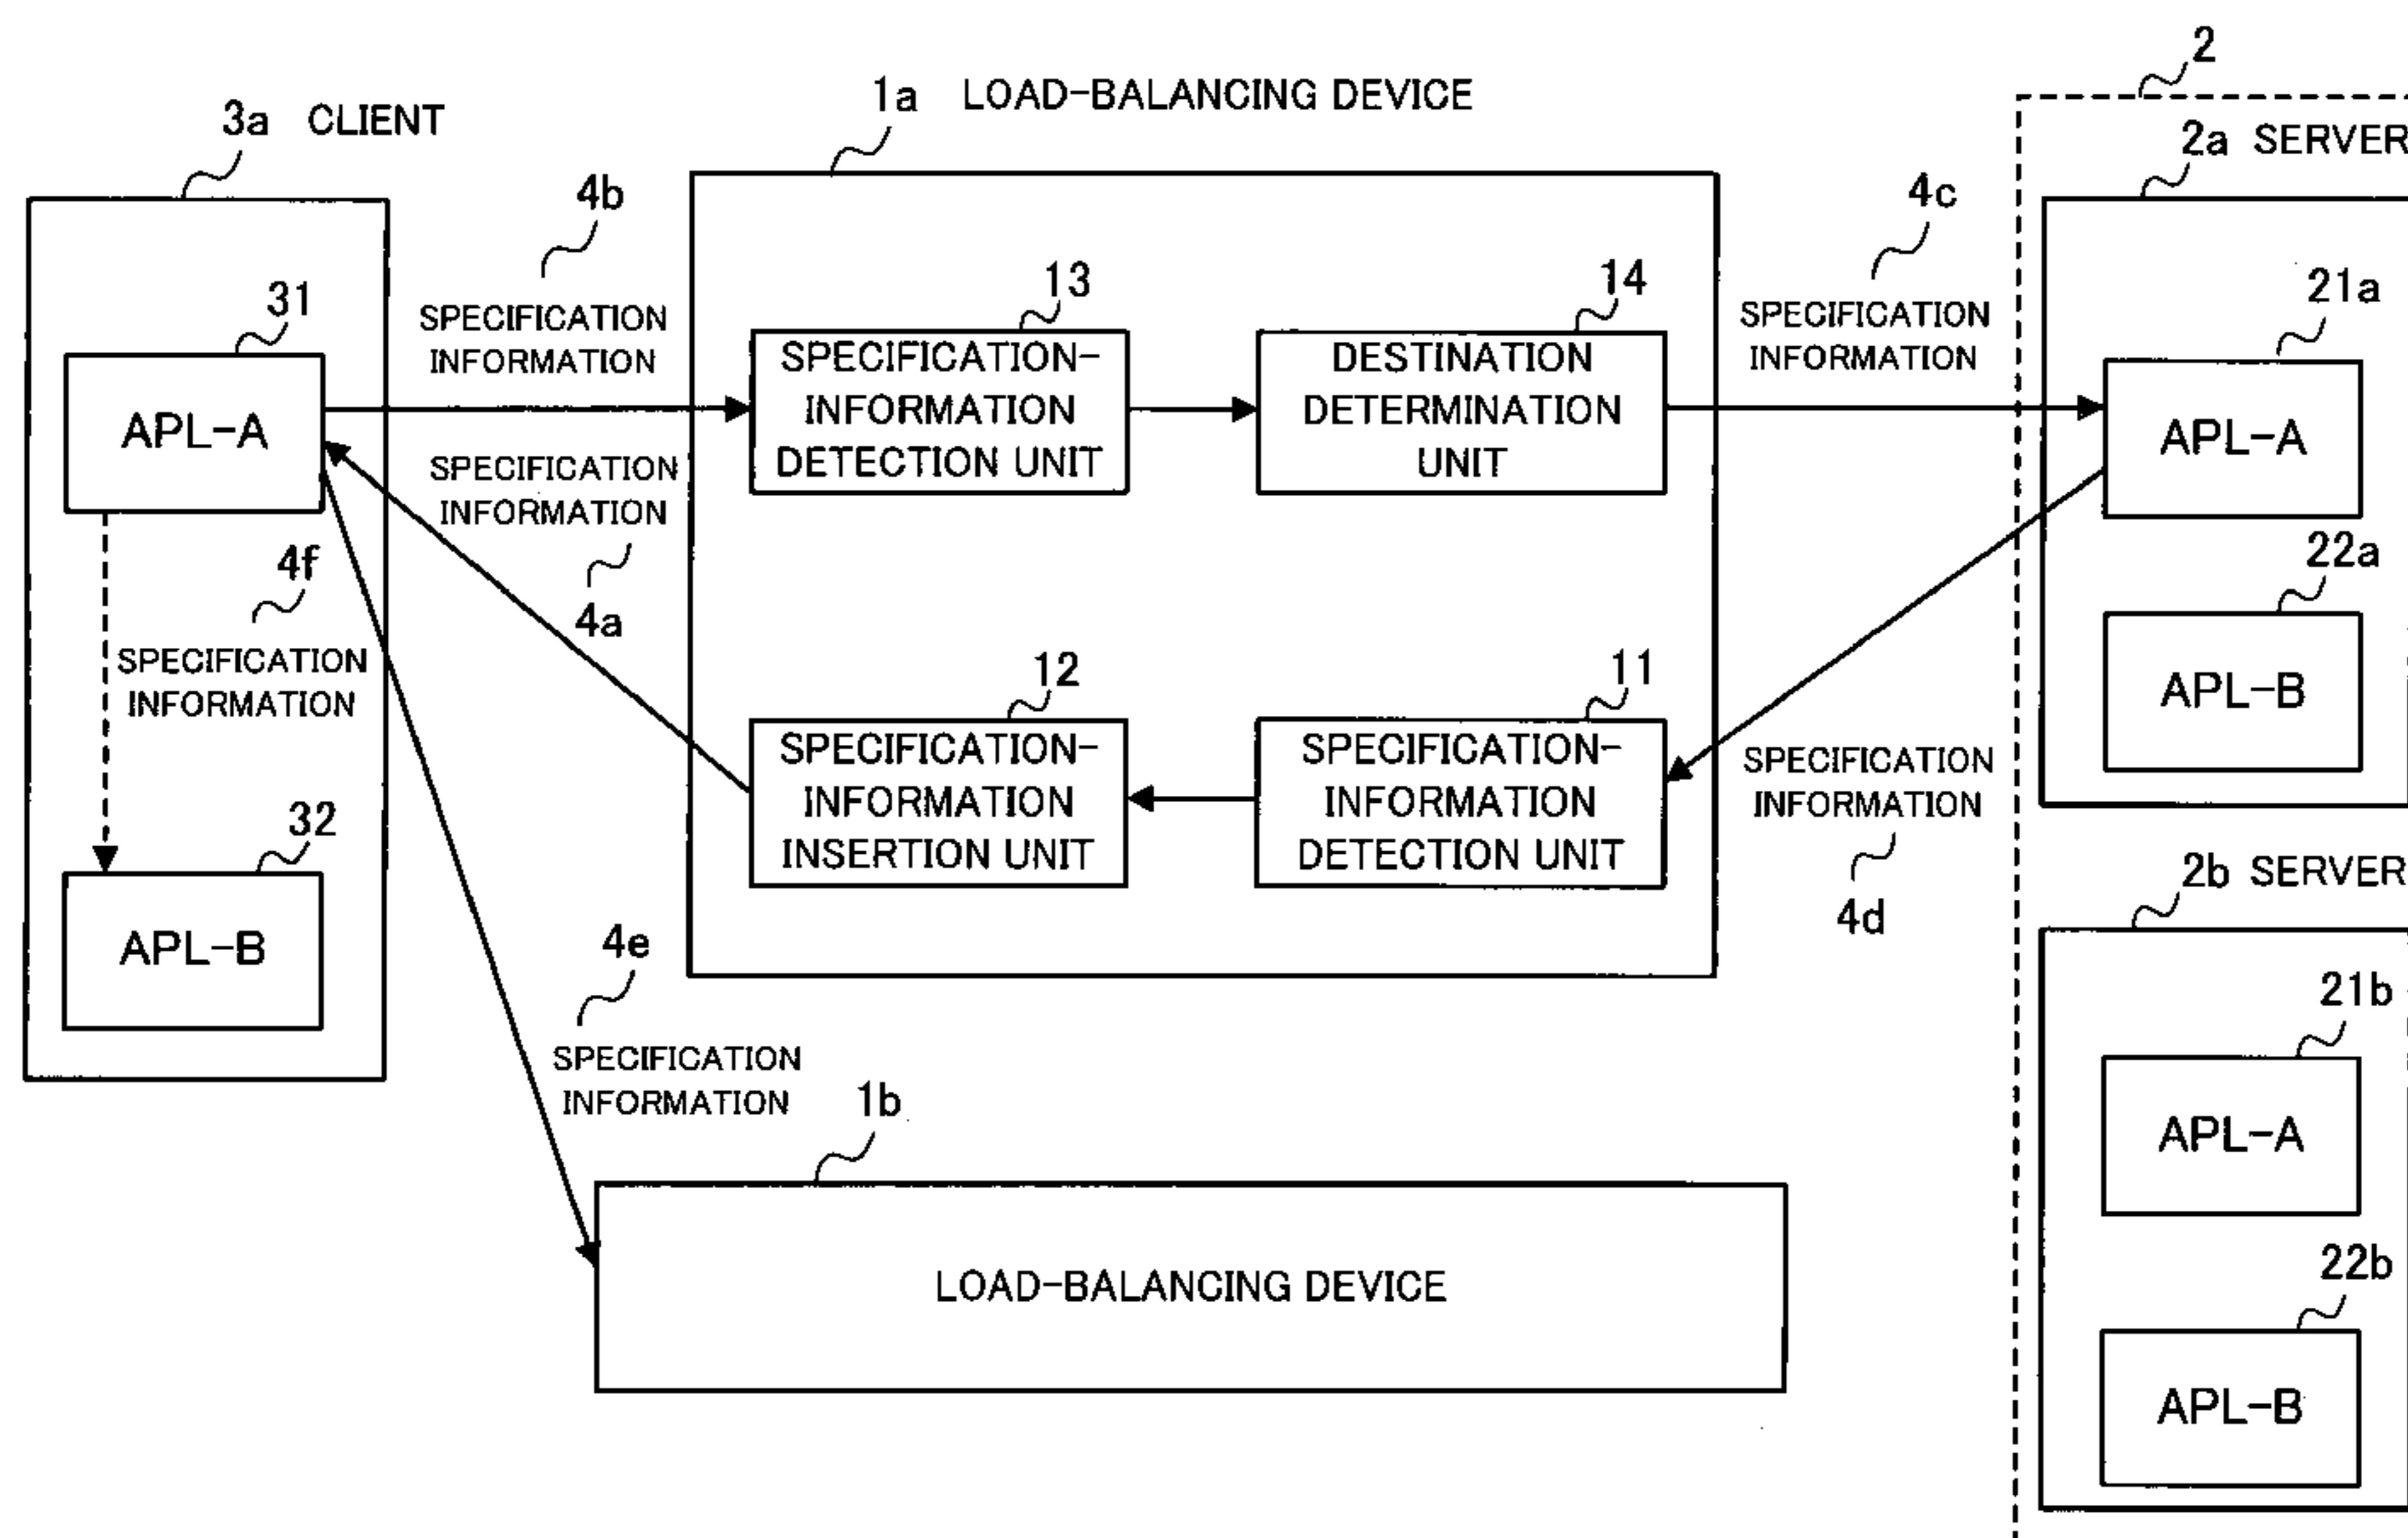 2
1a LOAD-BALANCING DEVICE
3a CLIENT
2a SERVER
4b
4c
13
14
21a
31
SPECIFICATION
INFORMATION
SPECIFICATION-
INFORMATION
DETECTION UNIT
DESTINATION
DETERMINATION
UNIT
SPECIFICATION
INFORMATION
APL-A
APL-A
SPECIFICATION
INFORMATION
4a
4f
22a
SPECIFICATION
INFORMATION
12
11
APL-B
SPECIFICATION-
INFORMATION
INSERTION UNIT
SPECIFICATION-
INFORMATION
DETECTION UNIT
SPECIFICATION
INFORMATION
4d
32
2b SERVER
APL-B
4e
21b
SPECIFICATION
INFORMATION
1b
APL-A
22b
LOAD-BALANCING DEVICE
APL-B